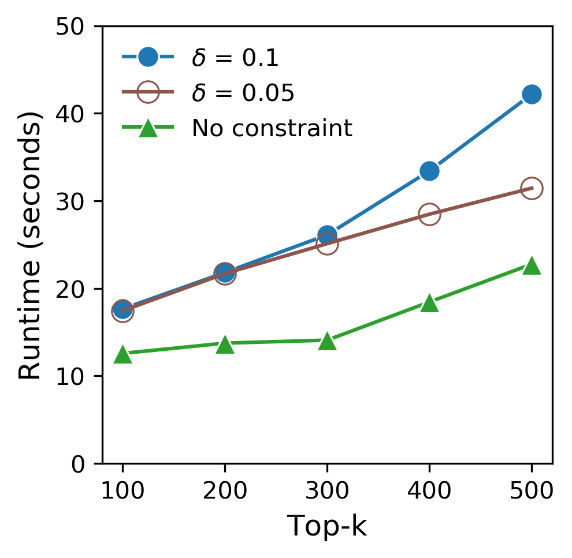 50
40
30
20
10
0
Runtime (seconds)
δ = 0.1
δ = 0.05
No constraint
100 200 300 400 500
Top-k